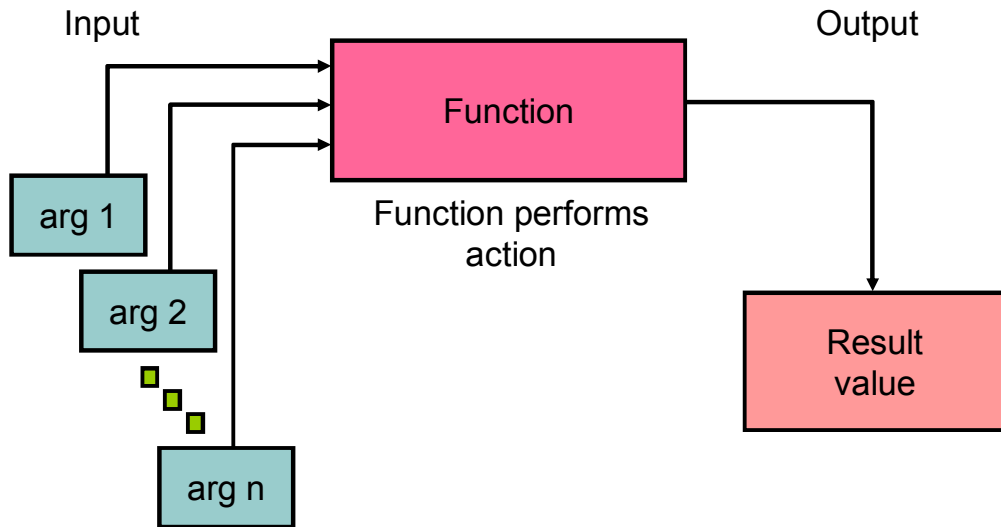 Input
Output
Function
arg 1
Function performs
action
arg 2
Result
value
arg n